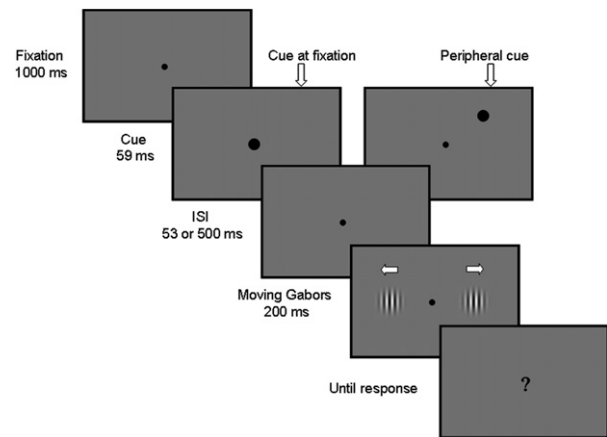 Fixation
1000 ms
Cue at fixation
Peripheral cue
Cue
59 ms
ISI
53 or 500 ms
Moving Gabors
200 ms
Until response
?